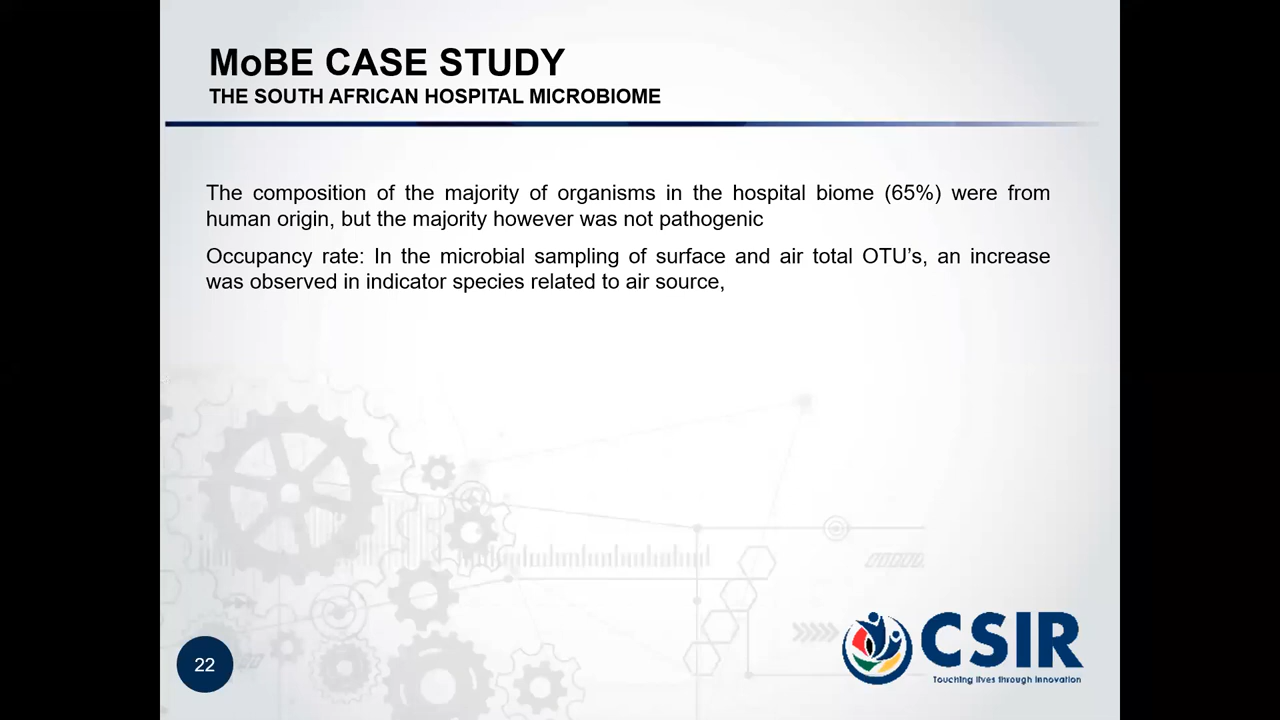 MoBE CASE STUDY
THE SOUTH AFRICAN HOSPITAL MICROBIOME
The composition of the majority of organisms in the hospital biome (65%) were from
human origin, but the majority however was not pathogenic
Occupancy rate: In the microbial sampling of surface and air total OTU’s, an increase
was observed in indicator species related to air source,
22
CSIR
Touching lives through innovation